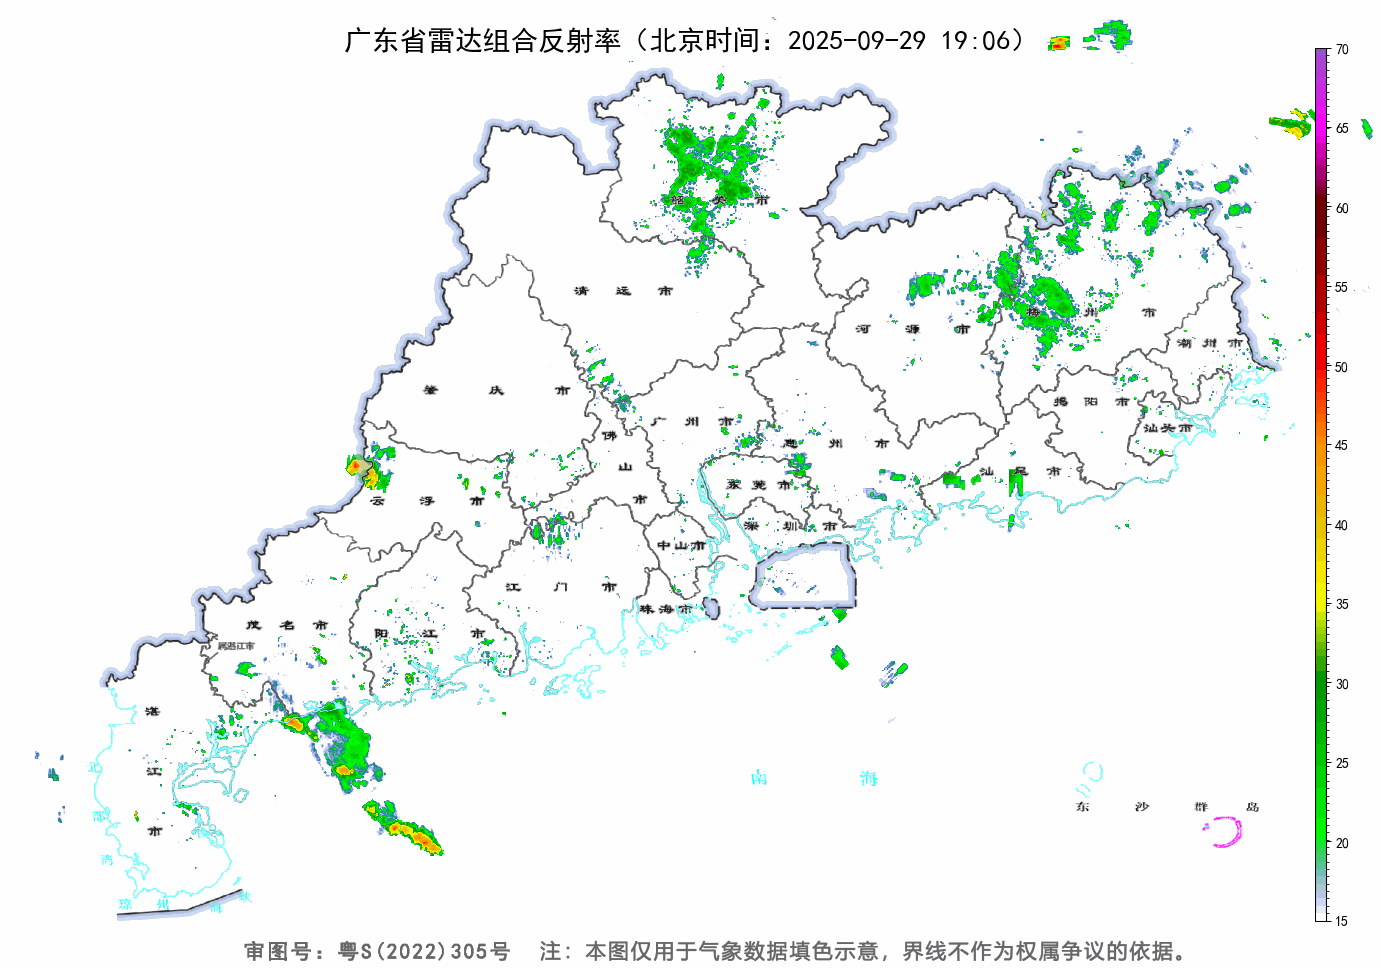 广东省雷达组合反射率（北京时间：2025-09-29 19:06）
70
65
60
55
50
45
40
35
30
25
20
15
韶关市
清远市
河源市
梅州市
潮州市
肇庆市
广州市
佛山市
惠州市
揭阳市
汕头市
汕尾市
东莞市
云浮市
深圳市
中山市
江门市
珠海市
茂名市
阳江市
属湛江市
湛江市
北部湾
南海
东沙群岛
琼州海峡
审图号：粤S(2022)305号 注：本图仅用于气象数据填色示意，界线不作为权属争议的依据。